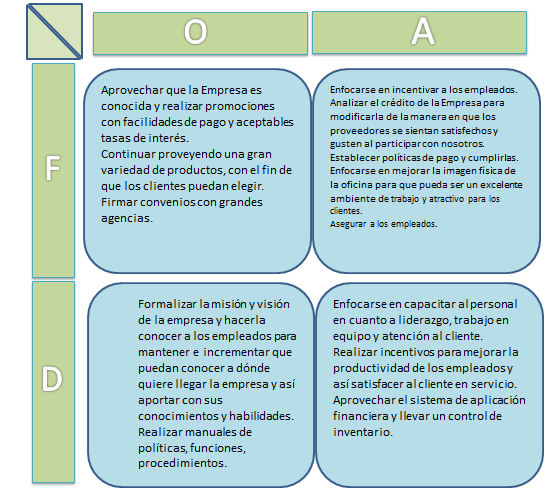 O
A
F
Aprovechar que la Empresa es
conocida y realizar promociones
con facilidades de pago y aceptables
tasas de interés.
Continuar proveyendo una gran
variedad de productos, con el fin de
que los clientes puedan elegir.
Firmar convenios con grandes
agencias.
Enfocarse en incentivar a los empleados.
Analizar el crédito de la Empresa para
modificarla de la manera en que los
proveedores se sientan satisfechos y
gusten al participar con nosotros.
Establecer políticas de pago y cumplirlas.
Enfocarse en mejorar la imagen física de
la oficina para que pueda ser un excelente
ambiente de trabajo y atractivo para los
clientes.
Asegurar a los empleados.
D
Formalizar la misión y visión
de la empresa y hacerla
conocer a los empleados para
mantener e incrementar que
puedan conocer a dónde
quiere llegar la empresa y así
aportar con sus
conocimientos y habilidades.
Realizar manuales de
políticas, funciones,
procedimientos.
Enfocarse en capacitar al personal
en cuanto a liderazgo, trabajo en
equipo y atención al cliente.
Realizar incentivos para mejorar la
productividad de los empleados y
así satisfacer al cliente en servicio.
Aprovechar el sistema de aplicación
financiera y llevar un control de
inventario.